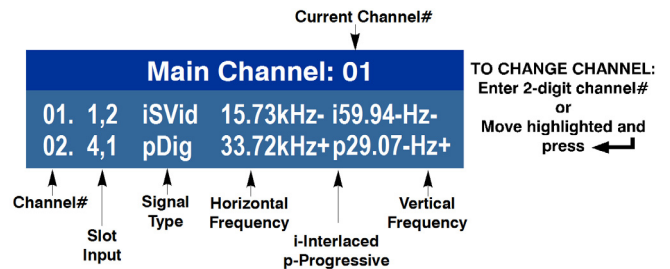 Current Channel#
Main Channel: 01
TO CHANGE CHANNEL:
Enter 2-digit channel#
or
Move highlighted and
press
01. 1,2 iSVid 15.73kHz- i59.94-Hz-
02. 4,1 pDig 33.72kHz+p29.07-Hz+
Channel#
Slot
Input
Signal
Type
Horizontal
Frequency
i-Interlaced
p-Progressive
Vertical
Frequency